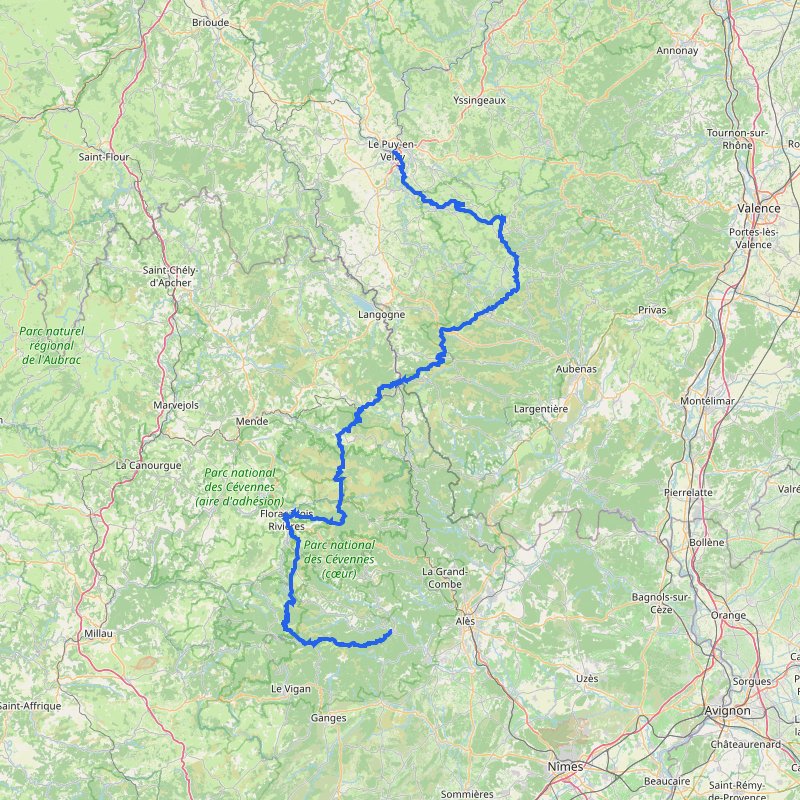 Brioude
Annonay
Yssingeaux
Tournon-sur-
Rhône
Le Puy-en-
Velay
Saint-Flour
Valence
Portes-lès-
Valence
Saint-Chély-
d'Apcher
Langogne
Privas
Parc naturel
régional
de l'Aubrac
Aubenas
Marvejols
Largentière
Montélimar
Mende
La Canourgue
Parc national
des Cévennes
(aire d'adhésion)
Pierrelatte
Florac Trois
Rivières
Parc national
des Cévennes
(cœur)
Bollène
La Grand-
Combe
Bagnols-sur-
Cèze
Orange
Alès
Millau
Uzès
Sorgues
Le Vigan
Saint-Affrique
Avignon
Ganges
Châteaurenard
Nîmes
Beaucaire
Saint-Rémy-
de-Provence
Sommières